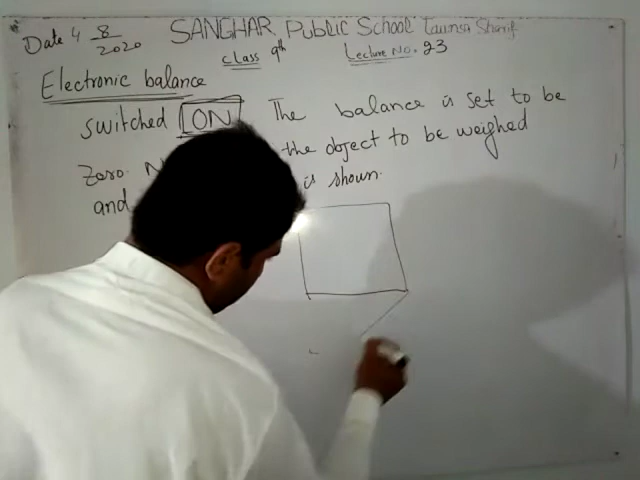 Date 4 8/2020 SANGHAR Public School Taunsa Sharif
Class 9th Lecture No. 23
Electronic balance
switched ON The balance is set to be
Zero. the object to be weighed
and is shown.